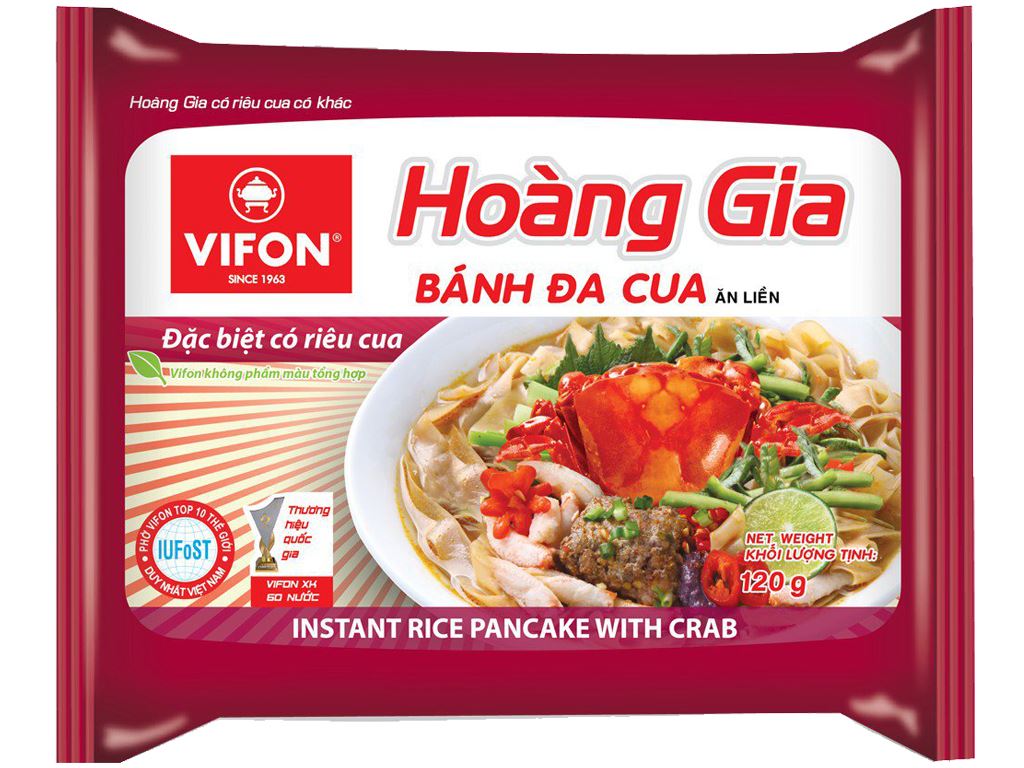 Hoàng Gia có riêu cua có khác
VIFON®
SINCE 1963
Hoàng Gia
BÁNH ĐA CUA ĂN LIỀN
Đặc biệt có riêu cua
Vifon không phẩm màu tổng hợp
PHỞ VIFON TOP 10 THẾ GIỚI
IUFoST
DUY NHẤT VIỆT NAM
Thương
hiệu
quốc
gia
VIFON XK
60 NƯỚC
NET WEIGHT
KHỐI LƯỢNG TỊNH:
120 g
INSTANT RICE PANCAKE WITH CRAB